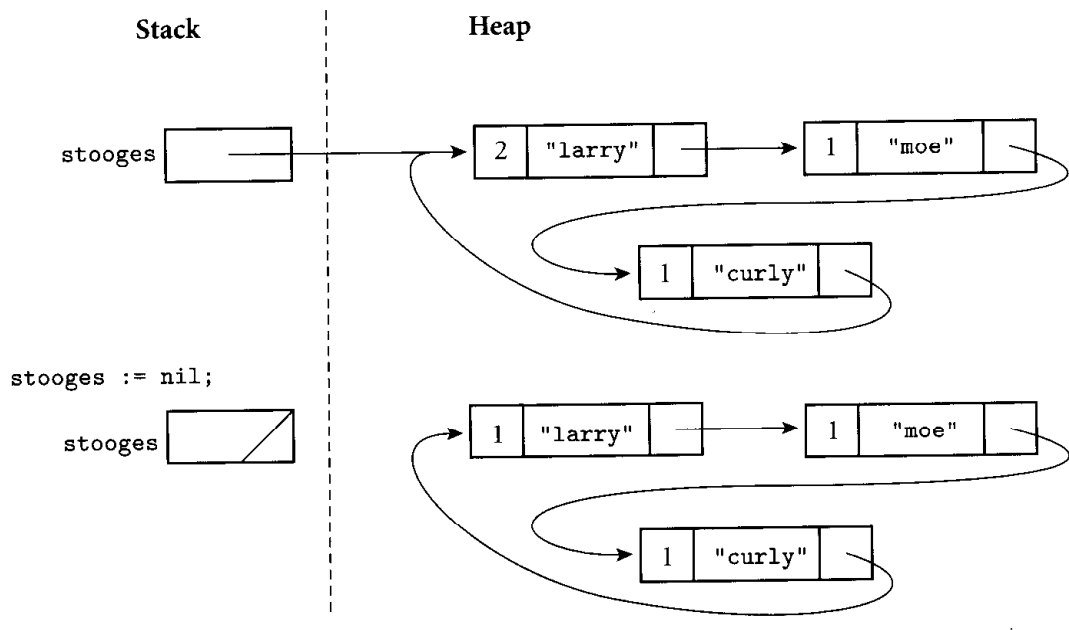 Stack
Heap
stooges
2 "larry"
1 "moe"
1 "curly"
stooges := nil;
stooges
1 "larry"
1 "moe"
1 "curly"